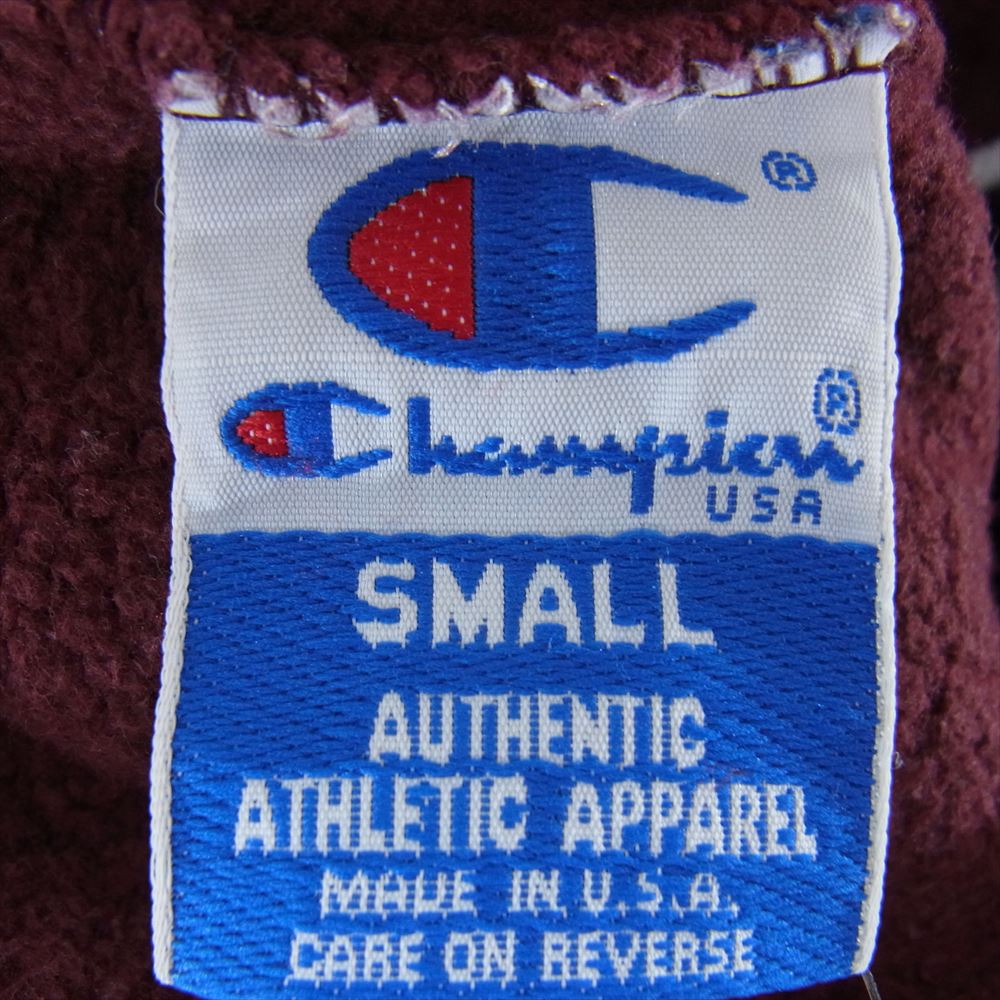 ®
Champion®
USA
SMALL
AUTHENTIC
ATHLETIC APPAREL
MADE IN U.S.A.
CARE ON REVERSE